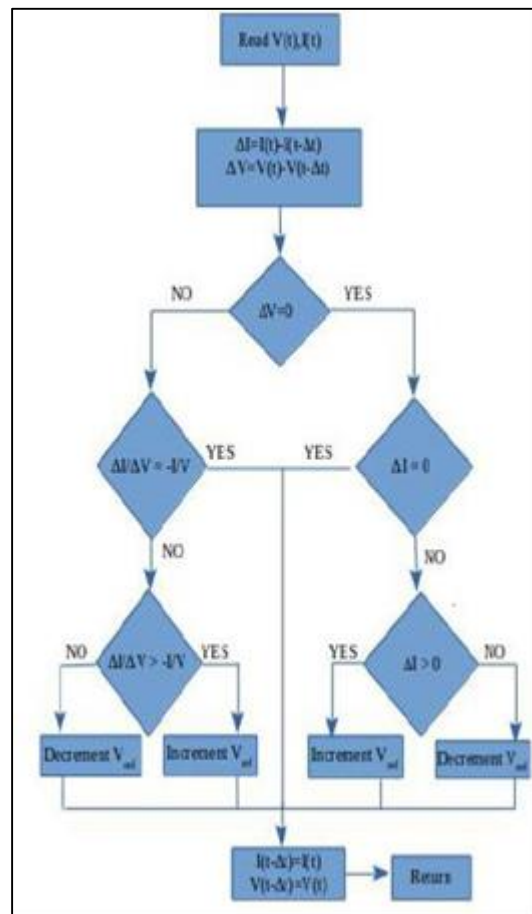 Read V(t),I(t)
ΔI=I(t)-I(t-Δt)
ΔV=V(t)-V(t-Δt)
NO
YES
ΔV=0
ΔI/ΔV = -I/V
YES
YES
ΔI = 0
NO
NO
NO
ΔI/ΔV > -I/V
YES
YES
ΔI > 0
NO
Decrement V
Increment V
Increment V
Decrement V
I(t-Δt)=I(t)
V(t-Δt)=V(t)
Return